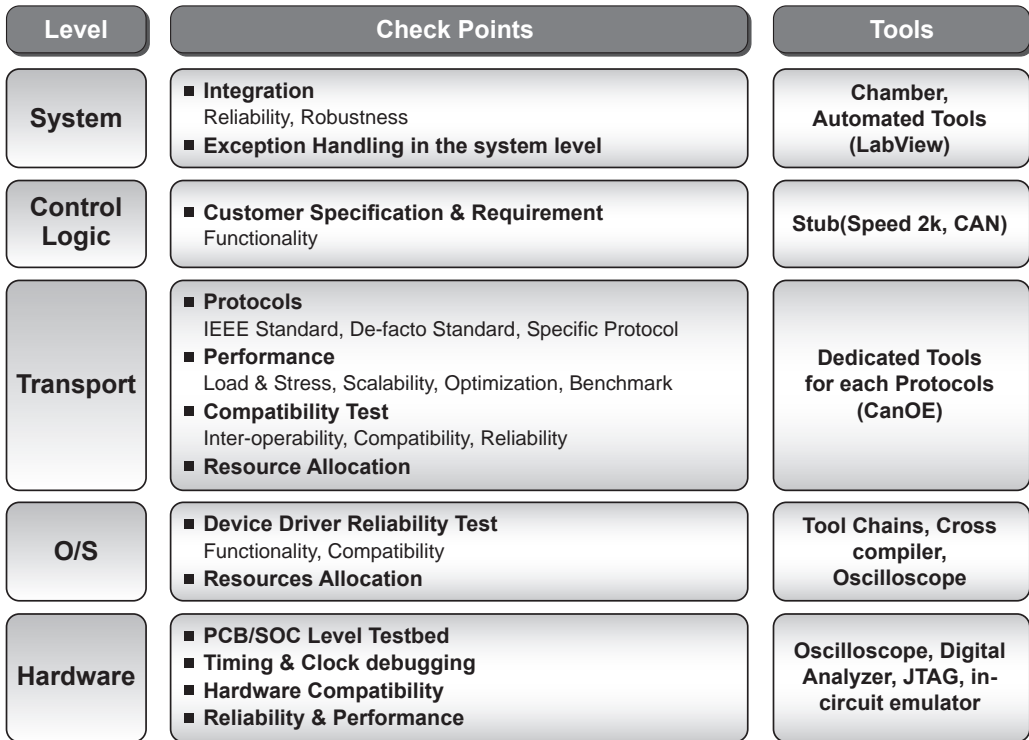 Level
Check Points
Tools
System
■ Integration
Reliability, Robustness
■ Exception Handling in the system level
Chamber,
Automated Tools
(LabView)
Control
Logic
■ Customer Specification & Requirement
Functionality
Stub(Speed 2k, CAN)
Transport
■ Protocols
IEEE Standard, De-facto Standard, Specific Protocol
■ Performance
Load & Stress, Scalability, Optimization, Benchmark
■ Compatibility Test
Inter-operability, Compatibility, Reliability
■ Resource Allocation
Dedicated Tools
for each Protocols
(CanOE)
O/S
■ Device Driver Reliability Test
Functionality, Compatibility
■ Resources Allocation
Tool Chains, Cross
compiler,
Oscilloscope
Hardware
■ PCB/SOC Level Testbed
■ Timing & Clock debugging
■ Hardware Compatibility
■ Reliability & Performance
Oscilloscope, Digital
Analyzer, JTAG, in-
circuit emulator